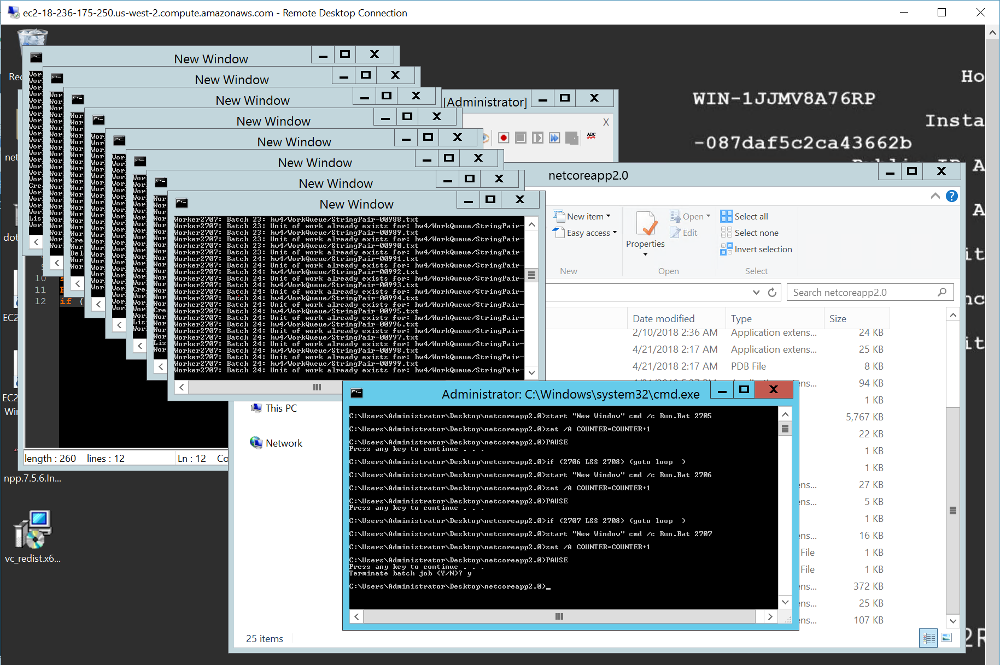 ec2-18-236-175-250.us-west-2.compute.amazonaws.com - Remote Desktop Connection
New Window
New Window
New Window
New Window
New Window
New Window
New Window
New Window
[Administrator]
X
ABC
Ho
WIN-1JJMV8A76RP
Insta
-087daf5c2ca43662b
Public IP A
netcoreapp2.0
New item
Easy access
New
Properties
Open
Edit
Open
Select all
Select none
Invert selection
Select
Search netcoreapp2.0
Date modified
Type
Size
2/10/2018 2:36 AM Application extens... 24 KB
4/21/2018 2:17 AM Application extens... 25 KB
4/21/2018 2:17 AM PDB File 8 KB
ens... 94 KB
1 KB
5,767 KB
22 KB
1 KB
1 KB
ens... 27 KB
ens... 5 KB
1 KB
ens... 16 KB
File 1 KB
File 1 KB
ens... 372 KB
ens... 25 KB
ens... 107 KB
Worker2707: Batch 23: hw4/WorkQueue/StringPair-00988.txt
Worker2707: Batch 23: Unit of work already exists for: hw4/WorkQueue/StringPair-
Worker2707: Batch 23: hw4/WorkQueue/StringPair-00989.txt
Worker2707: Batch 23: Unit of work already exists for: hw4/WorkQueue/StringPair-
Worker2707: Batch 23: hw4/WorkQueue/StringPair-00990.txt
Worker2707: Batch 23: Unit of work already exists for: hw4/WorkQueue/StringPair-
Worker2707: Batch 24: hw4/WorkQueue/StringPair-00991.txt
Worker2707: Batch 24: Unit of work already exists for: hw4/WorkQueue/StringPair-
Worker2707: Batch 24: hw4/WorkQueue/StringPair-00992.txt
Worker2707: Batch 24: Unit of work already exists for: hw4/WorkQueue/StringPair-
Worker2707: Batch 24: hw4/WorkQueue/StringPair-00993.txt
Worker2707: Batch 24: Unit of work already exists for: hw4/WorkQueue/StringPair-
Worker2707: Batch 24: hw4/WorkQueue/StringPair-00994.txt
Worker2707: Batch 24: Unit of work already exists for: hw4/WorkQueue/StringPair-
Worker2707: Batch 24: hw4/WorkQueue/StringPair-00995.txt
Worker2707: Batch 24: Unit of work already exists for: hw4/WorkQueue/StringPair-
Worker2707: Batch 24: hw4/WorkQueue/StringPair-00996.txt
Worker2707: Batch 24: Unit of work already exists for: hw4/WorkQueue/StringPair-
Worker2707: Batch 24: hw4/WorkQueue/StringPair-00997.txt
Worker2707: Batch 24: Unit of work already exists for: hw4/WorkQueue/StringPair-
Worker2707: Batch 24: hw4/WorkQueue/StringPair-00998.txt
Worker2707: Batch 24: Unit of work already exists for: hw4/WorkQueue/StringPair-
Worker2707: Batch 24: hw4/WorkQueue/StringPair-00999.txt
Worker2707: Batch 24: Unit of work already exists for: hw4/WorkQueue/StringPair-
10
11
12 if (
This PC
Network
length : 260 lines : 12 Ln : 12 Co
npp.7.5.6.In...
vc_redist.x6...
25 items
Administrator: C:\Windows\system32\cmd.exe
C:\Users\Administrator\Desktop\netcoreapp2.0>start "New Window" cmd /c Run.Bat 2705
C:\Users\Administrator\Desktop\netcoreapp2.0>set /A COUNTER=COUNTER+1
C:\Users\Administrator\Desktop\netcoreapp2.0>PAUSE
Press any key to continue . . .
C:\Users\Administrator\Desktop\netcoreapp2.0>if (2706 LSS 2708) (goto loop )
C:\Users\Administrator\Desktop\netcoreapp2.0>start "New Window" cmd /c Run.Bat 2706
C:\Users\Administrator\Desktop\netcoreapp2.0>set /A COUNTER=COUNTER+1
C:\Users\Administrator\Desktop\netcoreapp2.0>PAUSE
Press any key to continue . . .
C:\Users\Administrator\Desktop\netcoreapp2.0>if (2707 LSS 2708) (goto loop )
C:\Users\Administrator\Desktop\netcoreapp2.0>start "New Window" cmd /c Run.Bat 2707
C:\Users\Administrator\Desktop\netcoreapp2.0>set /A COUNTER=COUNTER+1
C:\Users\Administrator\Desktop\netcoreapp2.0>PAUSE
Press any key to continue . . .
Terminate batch job (Y/N)? y
C:\Users\Administrator\Desktop\netcoreapp2.0>_